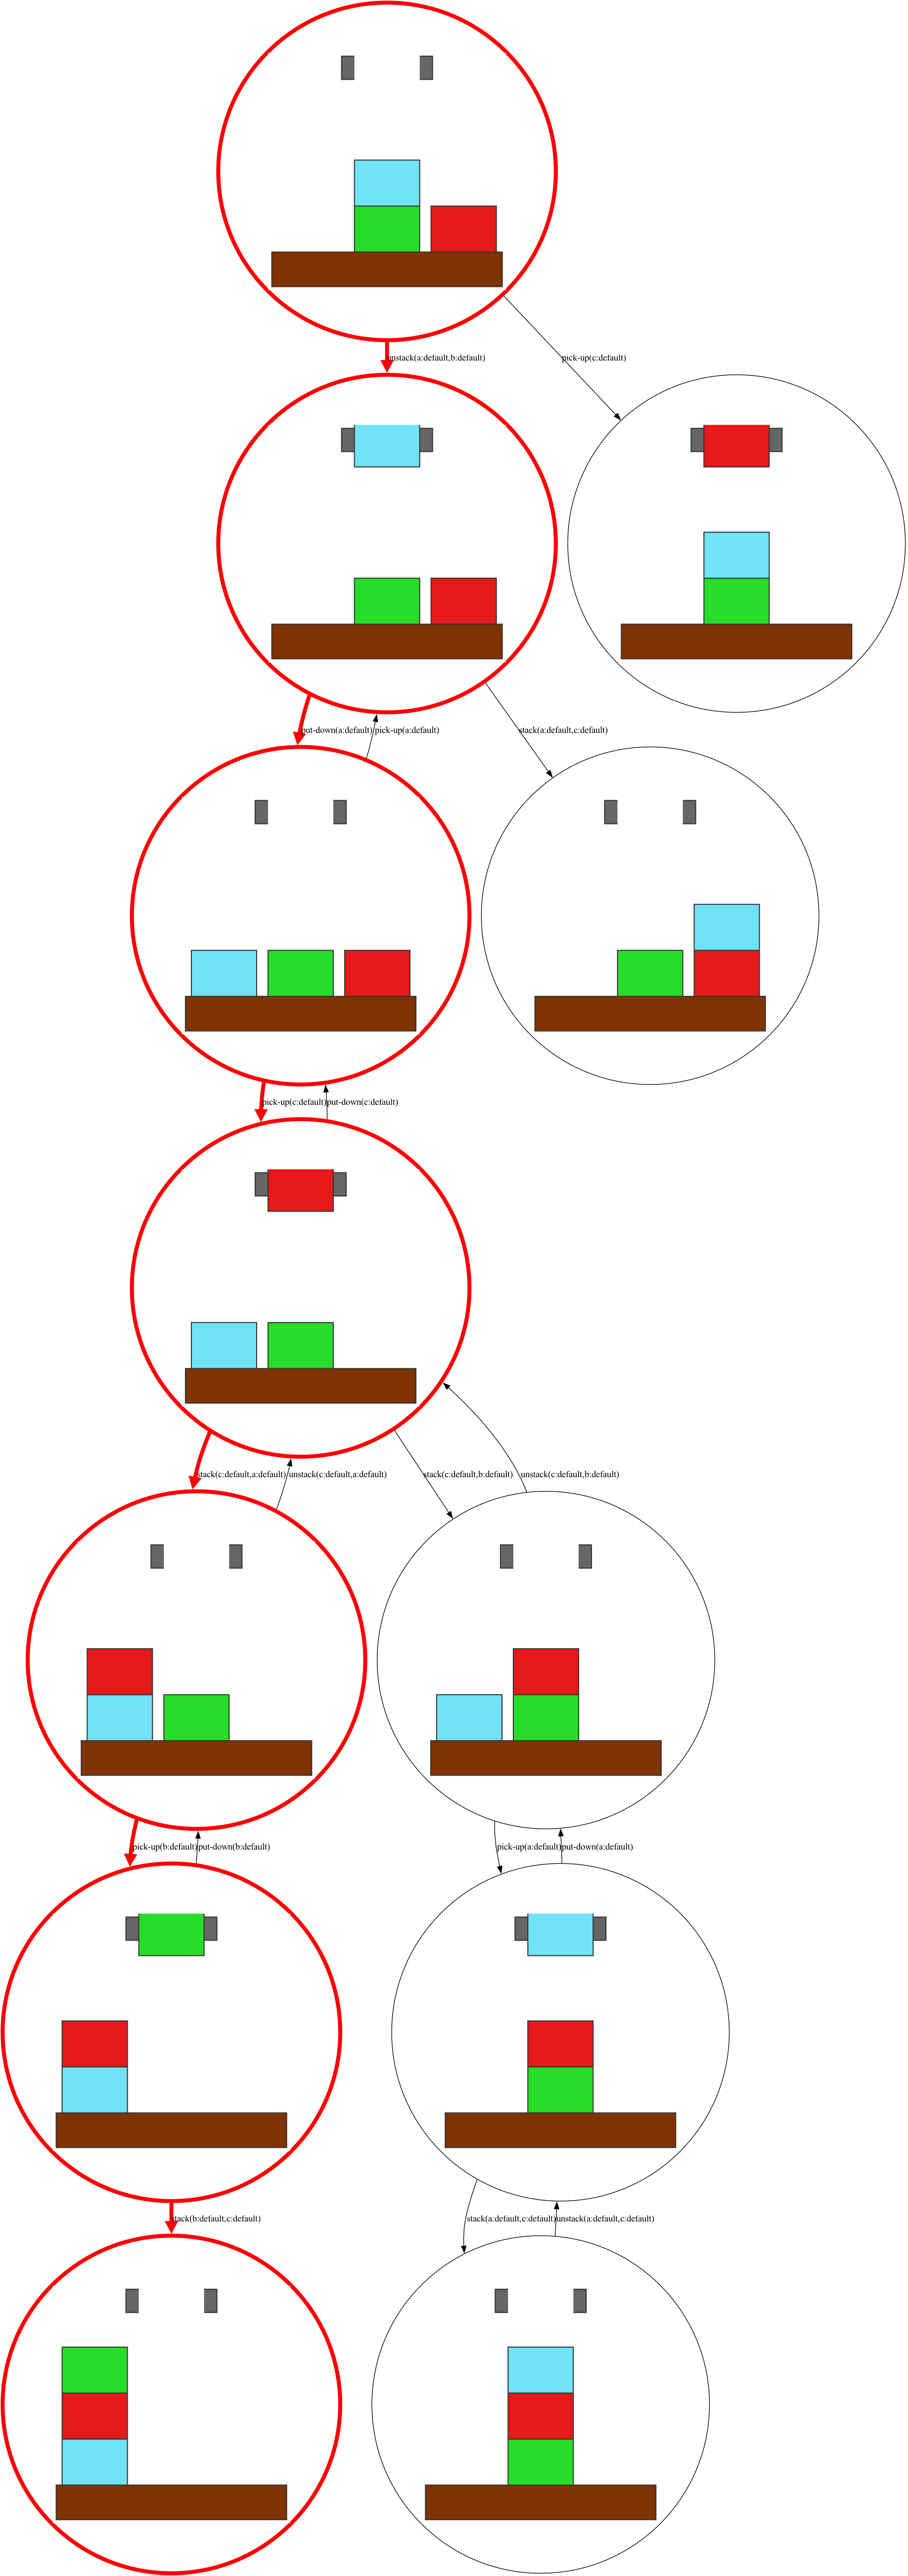 unstack(a:default,b:default)
pick-up(c:default)
put-down(a:default)
pick-up(a:default)
stack(a:default,c:default)
pick-up(c:default)
put-down(c:default)
stack(c:default,a:default)
unstack(c:default,a:default)
stack(c:default,b:default)
unstack(c:default,b:default)
pick-up(b:default)
put-down(b:default)
pick-up(a:default)
put-down(a:default)
stack(b:default,c:default)
stack(a:default,c:default)
unstack(a:default,c:default)